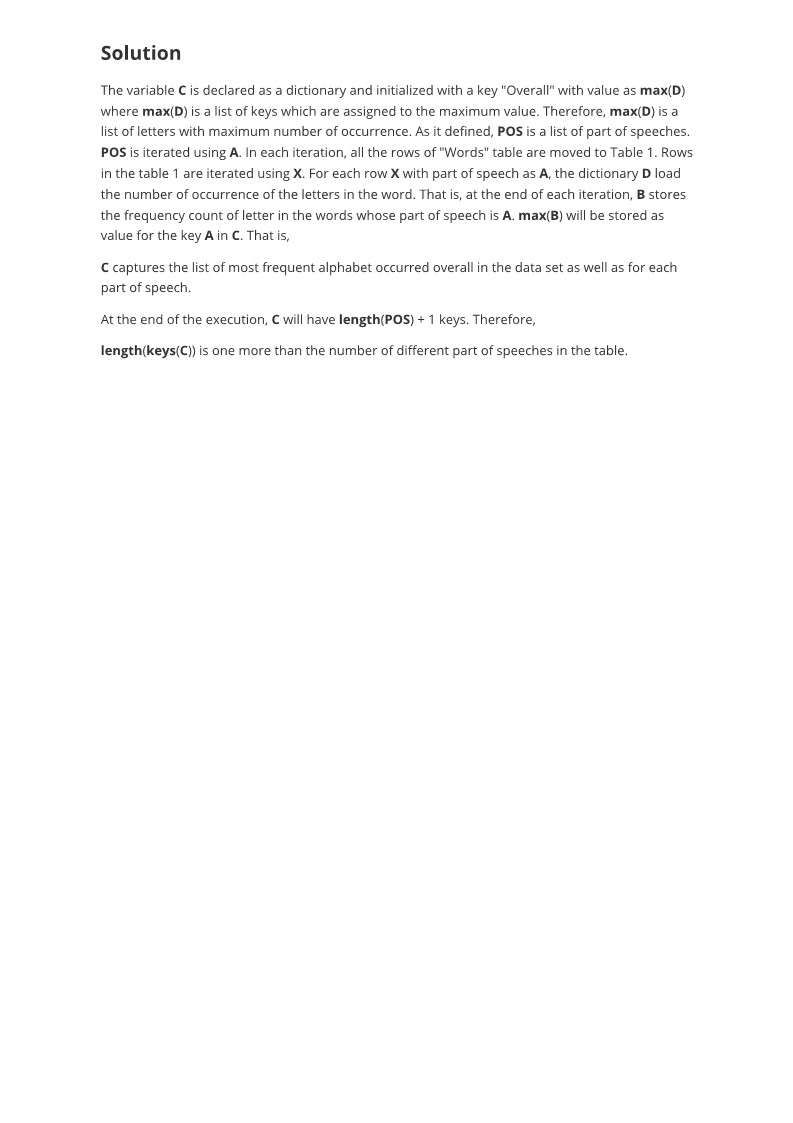 Solution
The variable C is declared as a dictionary and initialized with a key "Overall" with value as max(D)
where max(D) is a list of keys which are assigned to the maximum value. Therefore, max(D) is a
list of letters with maximum number of occurrence. As it defined, POS is a list of part of speeches.
POS is iterated using A. In each iteration, all the rows of "Words" table are moved to Table 1. Rows
in the table 1 are iterated using X. For each row X with part of speech as A, the dictionary D load
the number of occurrence of the letters in the word. That is, at the end of each iteration, B stores
the frequency count of letter in the words whose part of speech is A. max(B) will be stored as
value for the key A in C. That is,
C captures the list of most frequent alphabet occurred overall in the data set as well as for each
part of speech.
At the end of the execution, C will have length(POS) + 1 keys. Therefore,
length(keys(C)) is one more than the number of different part of speeches in the table.